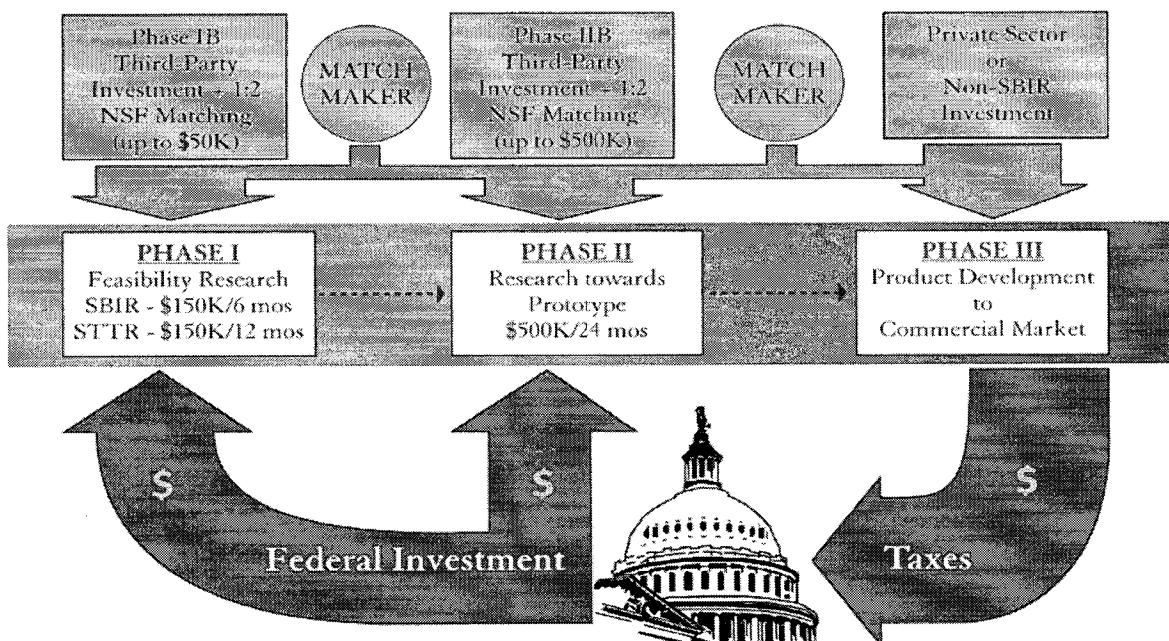 Phase IB
Third-Party
Investment + 1:2
NSF Matching
(up to $50K)
MATCH
MAKER
Phase IIB
Third-Party
Investment + 1:2
NSF Matching
(up to $500K)
MATCH
MAKER
Private Sector
or
Non-SBIR
Investment
PHASE I
Feasibility Research
SBIR - $150K/6 mos
STTR - $150K/12 mos
PHASE II
Research towards
Prototype
$500K/24 mos
PHASE III
Product Development
to
Commercial Market
$
$
$
Federal Investment
Taxes